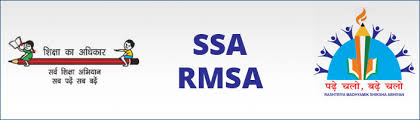 शिक्षा का अधिकार
सर्व शिक्षा अभियान
सब पढ़ें सब बढ़ें
SSA
RMSA
पढ़े चलो, बढ़े चलो
RASHTRIYA MADHYAMIK SHIKSHA ABHIYAN